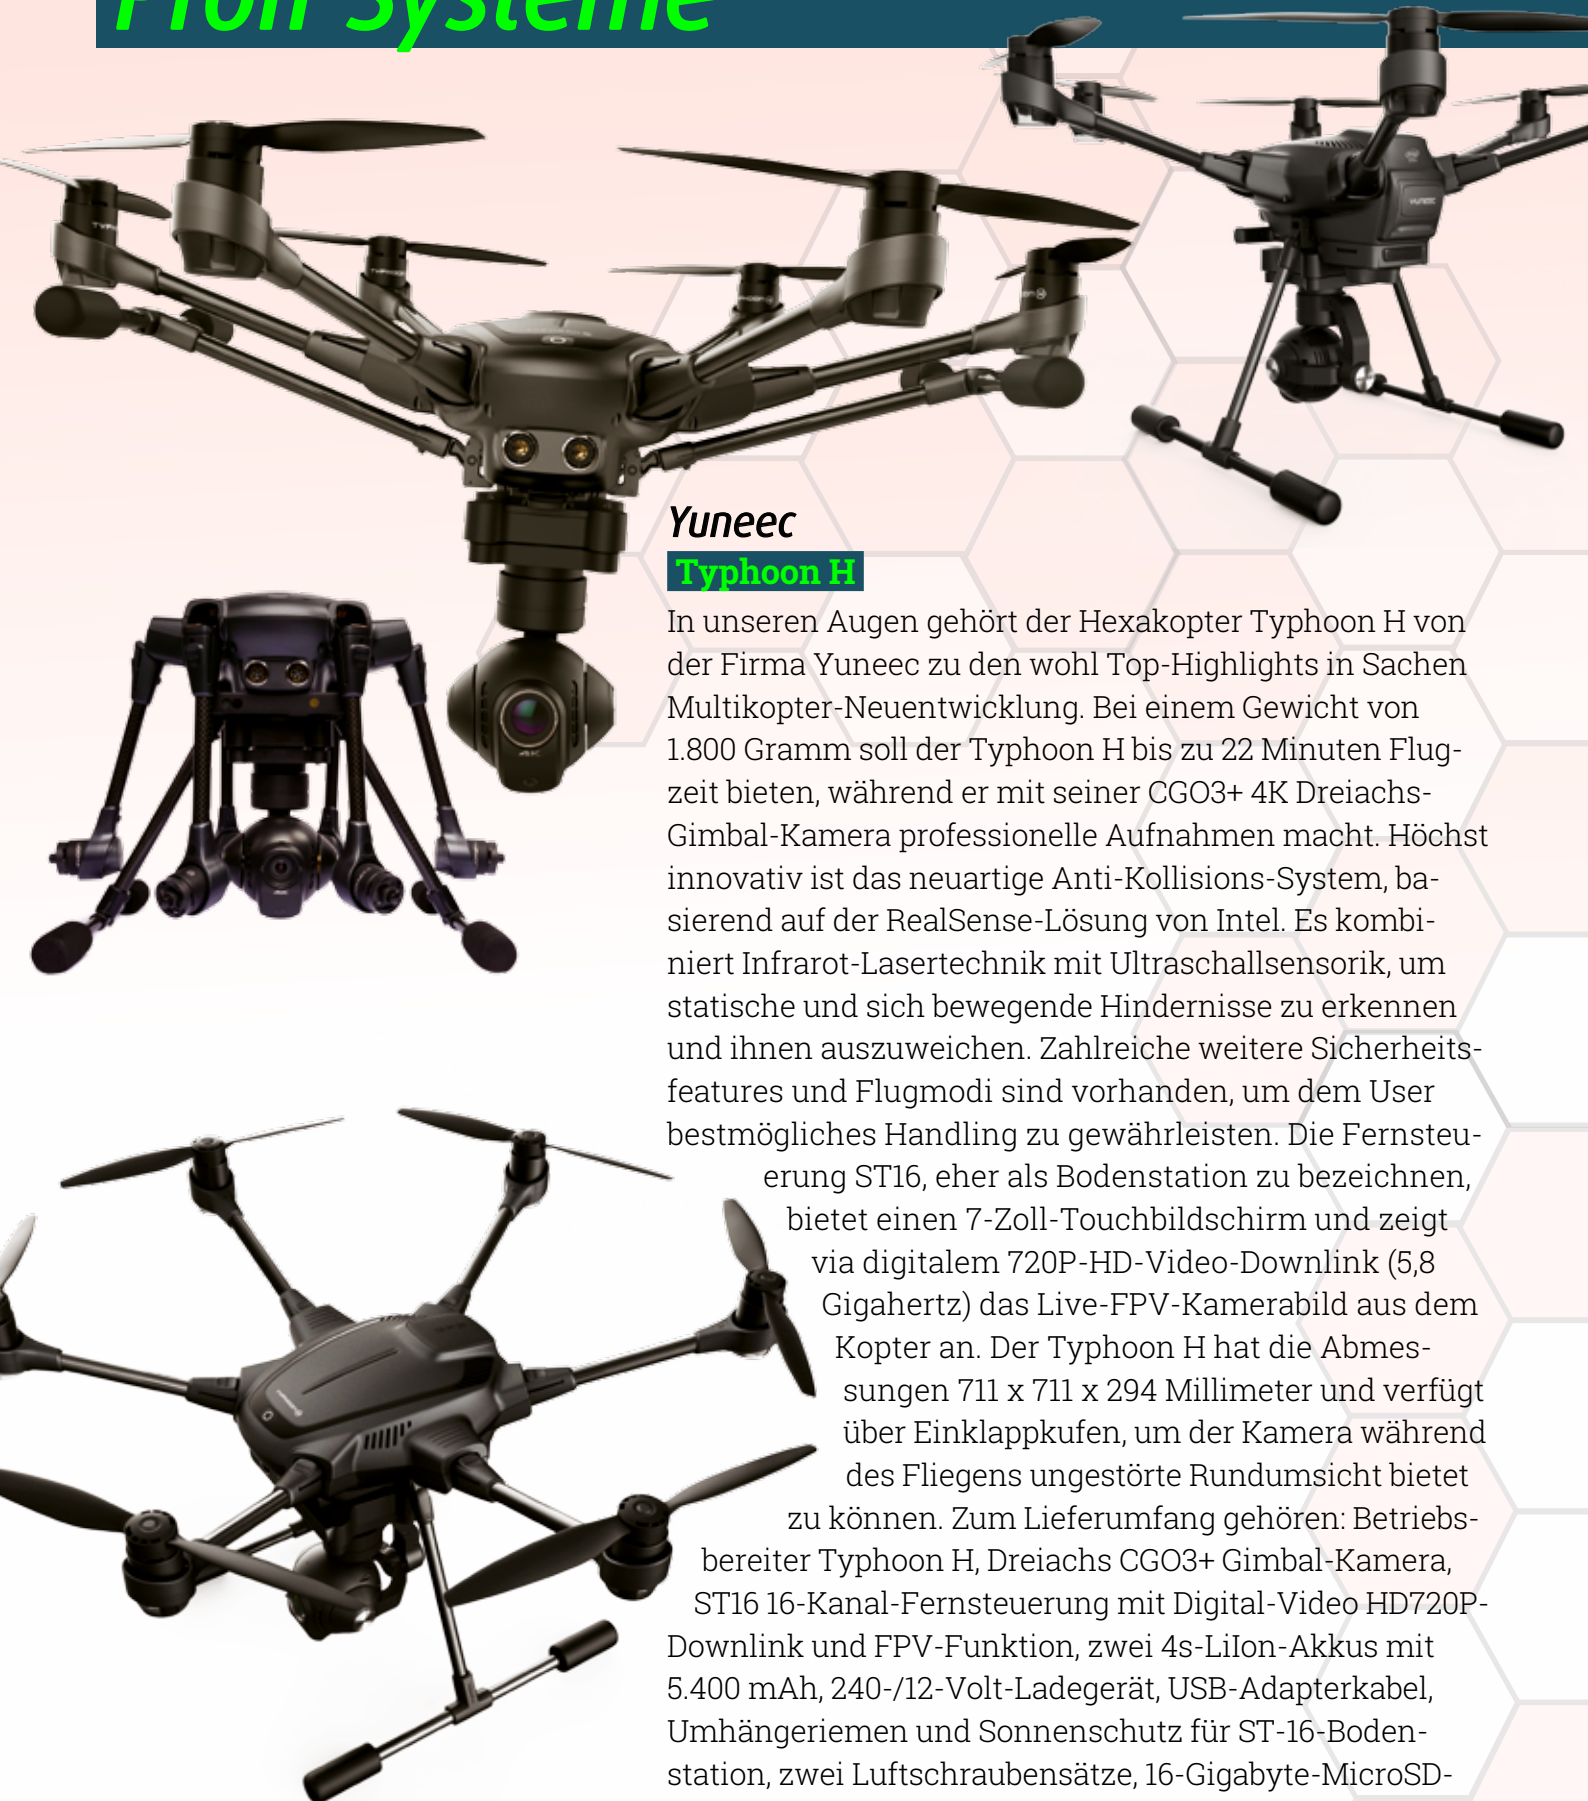 Profi-Systeme
Yuneec
Typhoon H
In unseren Augen gehört der Hexakopter Typhoon H von
der Firma Yuneec zu den wohl Top-Highlights in Sachen
Multikopter-Neuentwicklung. Bei einem Gewicht von
1.800 Gramm soll der Typhoon H bis zu 22 Minuten Flug-
zeit bieten, während er mit seiner CGO3+ 4K Dreiachs-
Gimbal-Kamera professionelle Aufnahmen macht. Höchst
innovativ ist das neuartige Anti-Kollisions-System, ba-
sierend auf der RealSense-Lösung von Intel. Es kombi-
niert Infrarot-Lasertechnik mit Ultraschallsensorik, um
statische und sich bewegende Hindernisse zu erkennen
und ihnen auszuweichen. Zahlreiche weitere Sicherheits-
features und Flugmodi sind vorhanden, um dem User
bestmögliches Handling zu gewährleisten. Die Fernsteu-
erung ST16, eher als Bodenstation zu bezeichnen,
bietet einen 7-Zoll-Touchbildschirm und zeigt
via digitalem 720P-HD-Video-Downlink (5,8
Gigahertz) das Live-FPV-Kamerabild aus dem
Kopter an. Der Typhoon H hat die Abmes-
sungen 711 x 711 x 294 Millimeter und verfügt
über Einklappkufen, um der Kamera während
des Fliegens ungestörte Rundumsicht bietet
zu können. Zum Lieferumfang gehören: Betriebs-
bereiter Typhoon H, Dreiachs CGO3+ Gimbal-Kamera,
ST16 16-Kanal-Fernsteuerung mit Digital-Video HD720P-
Downlink und FPV-Funktion, zwei 4s-LiIon-Akkus mit
5.400 mAh, 240-/12-Volt-Ladegerät, USB-Adapterkabel,
Umhängeriemen und Sonnenschutz für ST-16-Boden-
station, zwei Luftschraubensätze, 16-Gigabyte-MicroSD-